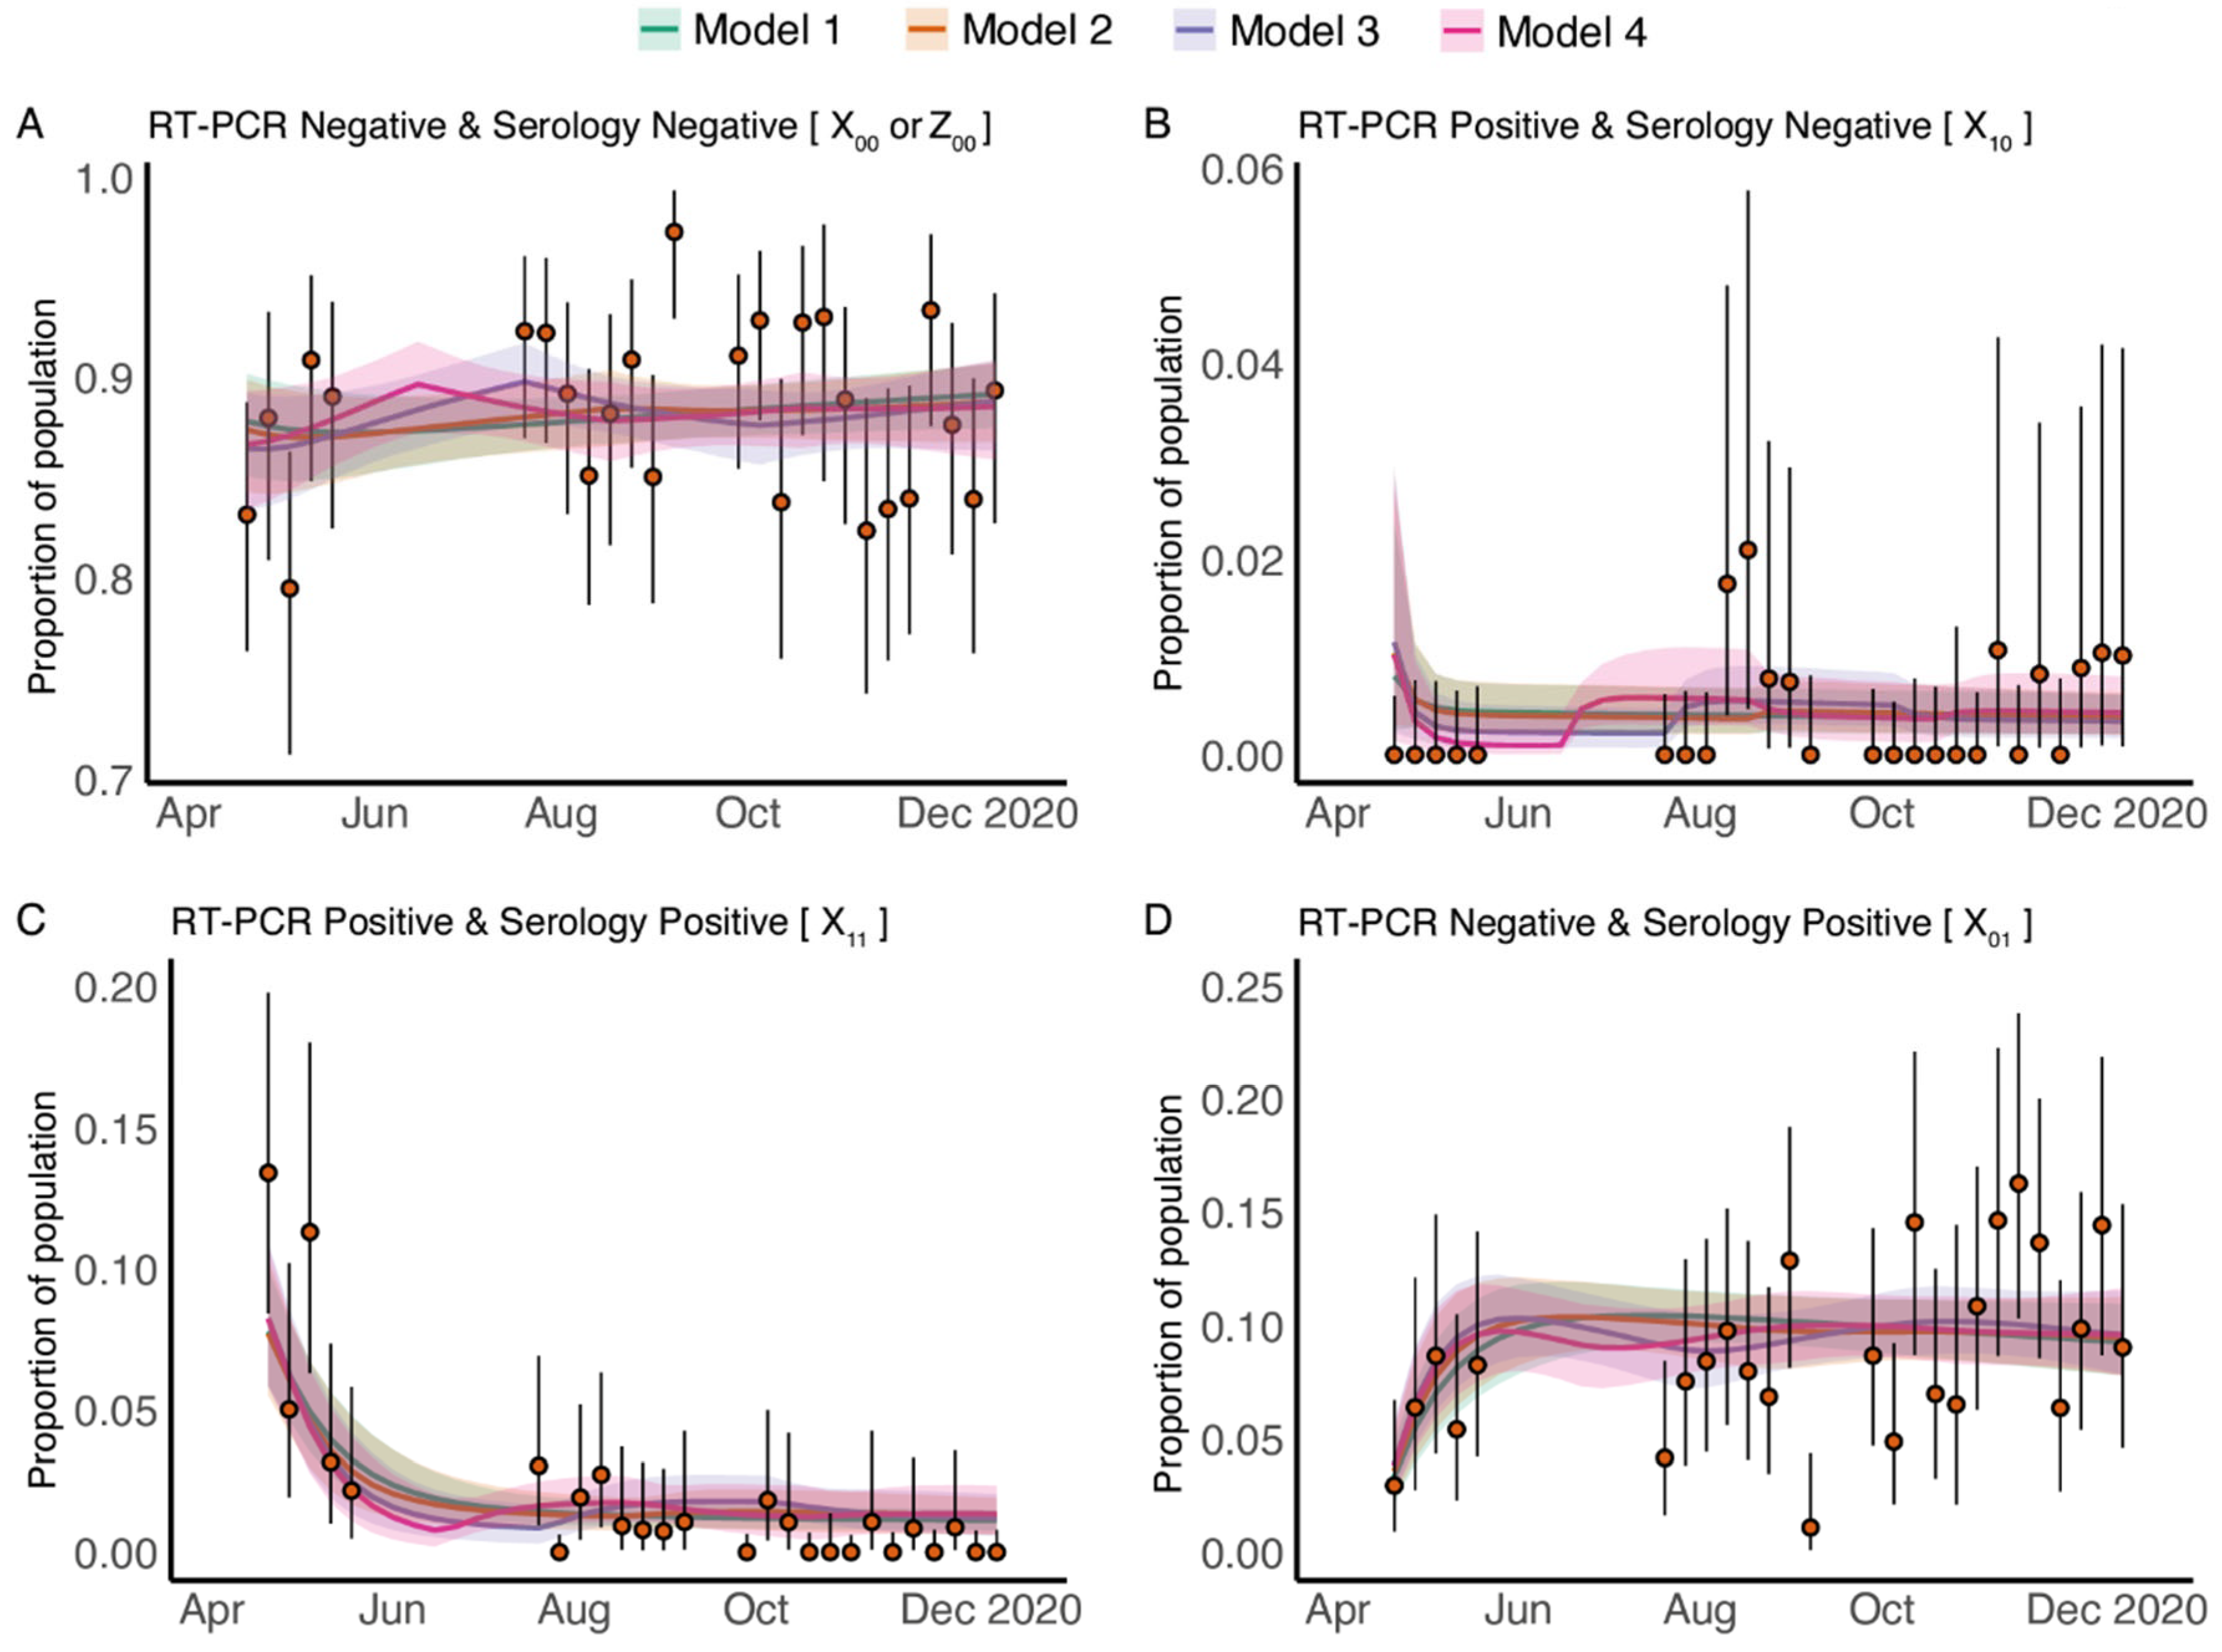 Model 1 Model 2 Model 3 Model 4
A RT-PCR Negative & Serology Negative [ X00 or Z00 ]
Proportion of population
1.0
0.9
0.8
0.7
Apr Jun Aug Oct Dec 2020
B RT-PCR Positive & Serology Negative [ X10 ]
Proportion of population
0.06
0.04
0.02
0.00
Apr Jun Aug Oct Dec 2020
C RT-PCR Positive & Serology Positive [ X11 ]
Proportion of population
0.20
0.15
0.10
0.05
0.00
Apr Jun Aug Oct Dec 2020
D RT-PCR Negative & Serology Positive [ X01 ]
Proportion of population
0.25
0.20
0.15
0.10
0.05
0.00
Apr Jun Aug Oct Dec 2020